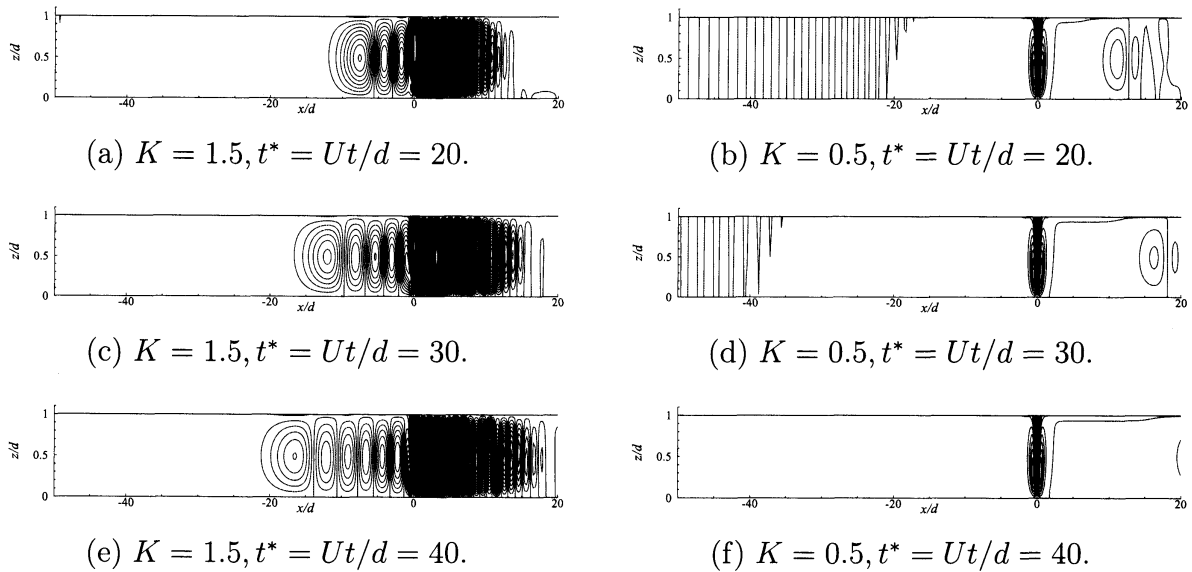 z/d
1
0.5
0
-40
-20
0
20
x/d
(a) K = 1.5, t* = Ut/d = 20.
z/d
1
0.5
0
-40
-20
0
20
x/d
(b) K = 0.5, t* = Ut/d = 20.
z/d
1
0.5
0
-40
-20
0
20
x/d
(c) K = 1.5, t* = Ut/d = 30.
z/d
1
0.5
0
-40
-20
0
20
x/d
(d) K = 0.5, t* = Ut/d = 30.
z/d
1
0.5
0
-40
-20
0
20
x/d
(e) K = 1.5, t* = Ut/d = 40.
z/d
1
0.5
0
-40
-20
0
20
x/d
(f) K = 0.5, t* = Ut/d = 40.